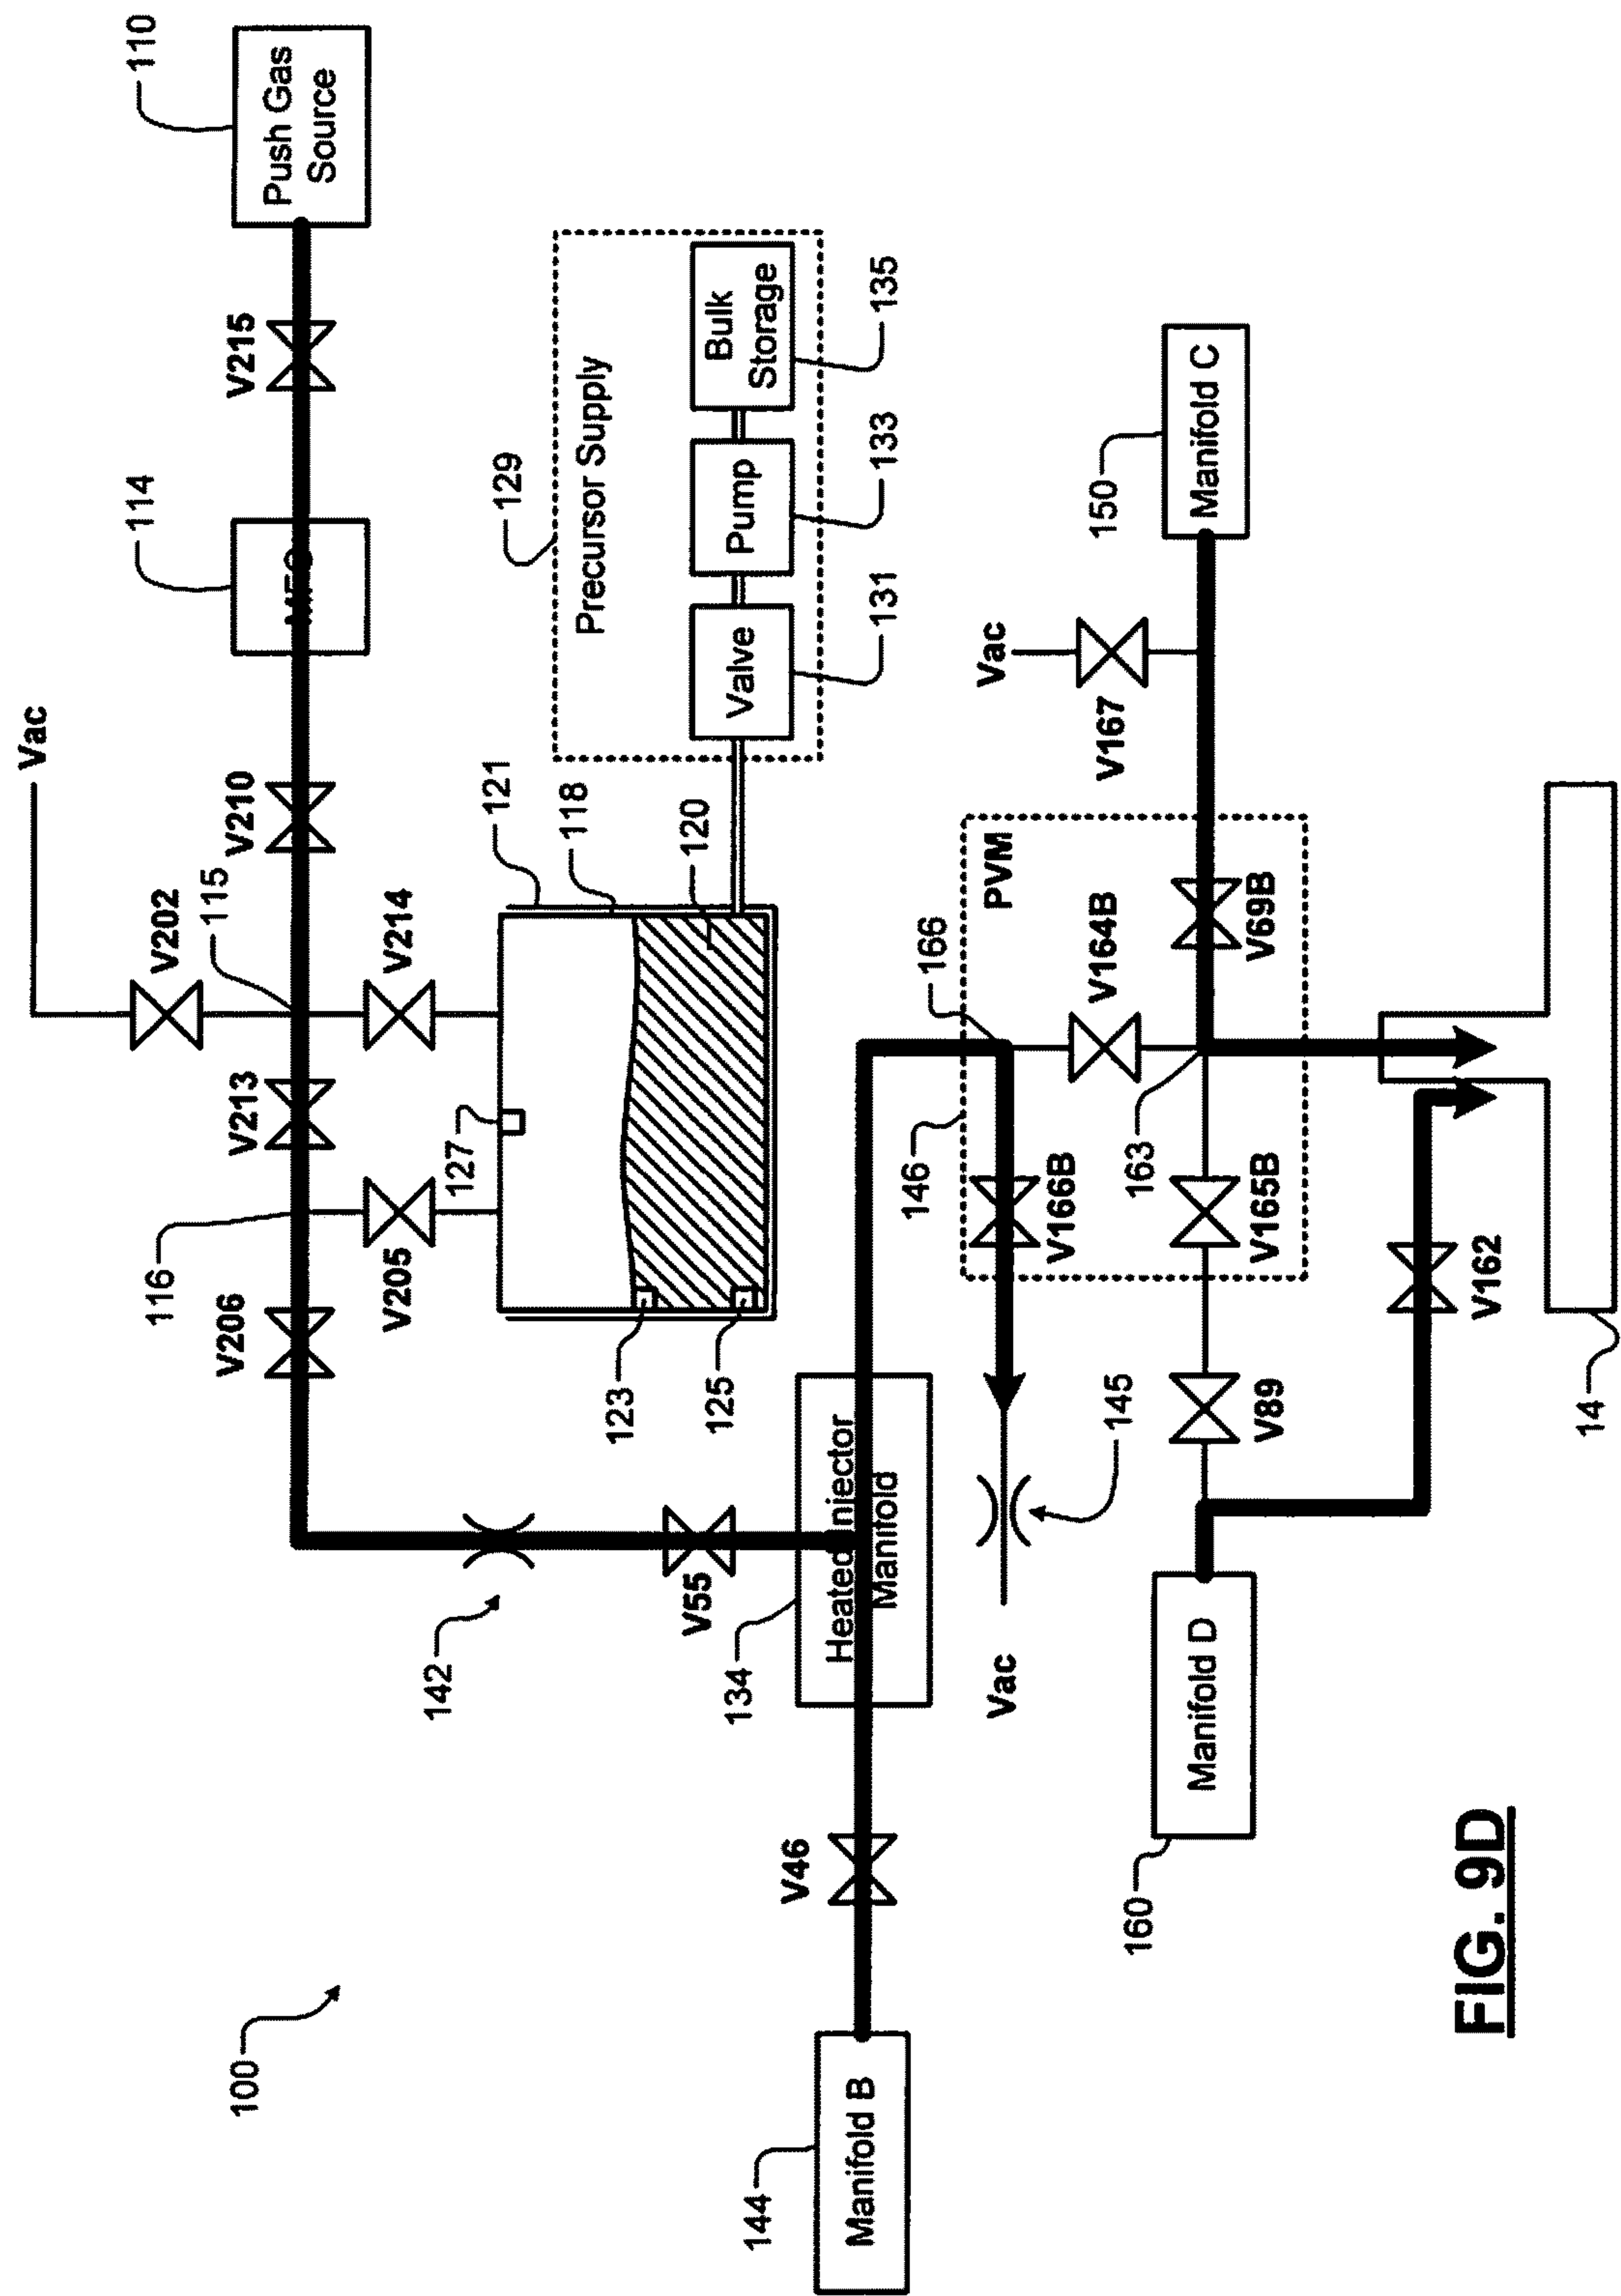 Vac
110
V202
114
115
116
V215
V210
V213
V206
100
Push Gas
Source
MFC
V214
V205
142
127
121
118
129
Precursor Supply
120
123
125
V55
134
Valve
Pump
Bulk
Storage
131
133
135
144
V46
Manifold B
Heated Injector
Manifold
146
166
PVM
Vac
Vac
V166B
V164B
V167
150
145
163
160
Manifold D
Manifold C
V89
V165B
V69B
V162
14
FIG. 9D